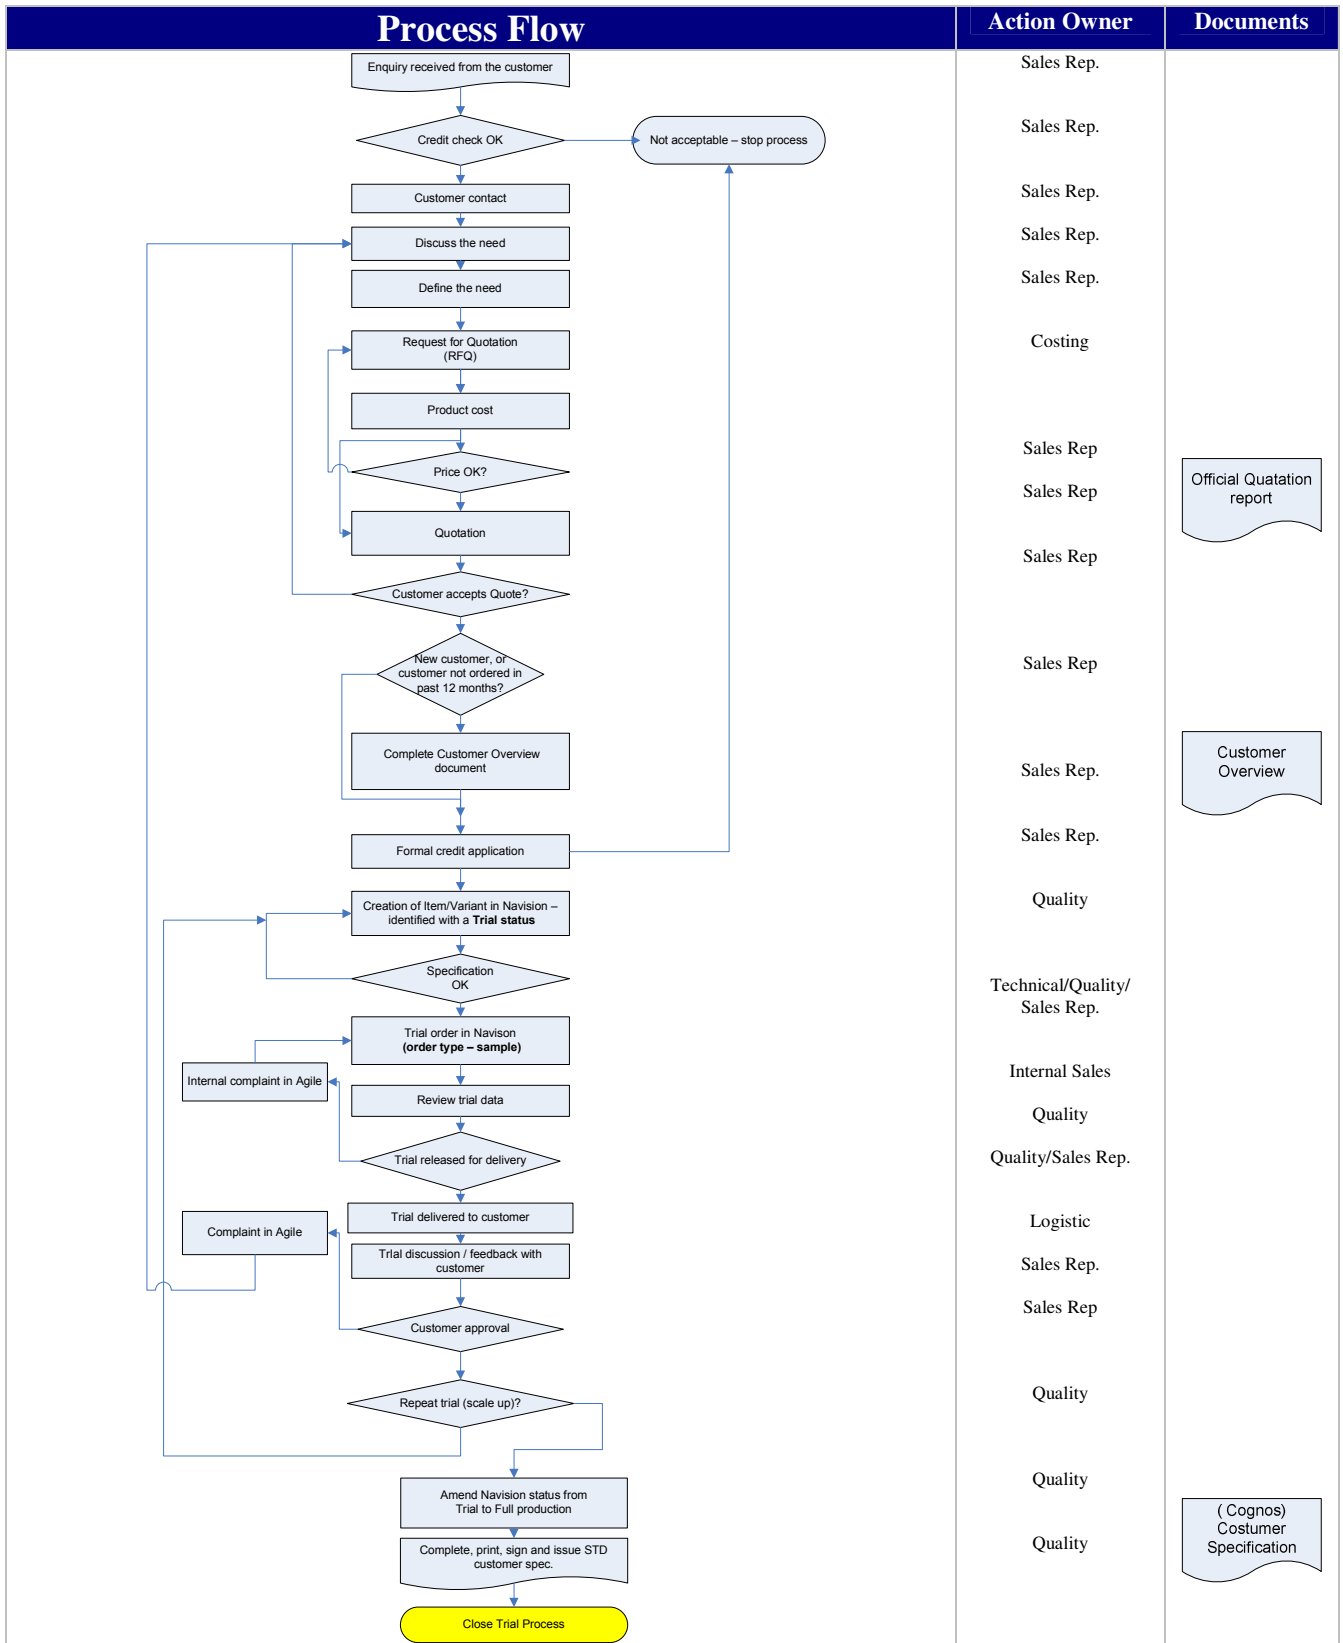 Process Flow
Action Owner
Documents
Enquiry received from the customer
Sales Rep.
Credit check OK
Not acceptable – stop process
Sales Rep.
Customer contact
Sales Rep.
Discuss the need
Sales Rep.
Define the need
Sales Rep.
Request for Quotation
(RFQ)
Costing
Product cost
Price OK?
Sales Rep
Official Quatation
report
Sales Rep
Quotation
Sales Rep
Customer accepts Quote?
New customer, or
customer not ordered in
past 12 months?
Sales Rep
Complete Customer Overview
document
Sales Rep.
Customer
Overview
Formal credit application
Sales Rep.
Creation of Item/Variant in Navision –
identified with a Trial status
Quality
Specification
OK
Technical/Quality/
Sales Rep.
Trial order in Navison
(order type – sample)
Internal complaint in Agile
Internal Sales
Review trial data
Quality
Trial released for delivery
Quality/Sales Rep.
Trial delivered to customer
Logistic
Complaint in Agile
Trial discussion / feedback with
customer
Sales Rep.
Customer approval
Sales Rep
Repeat trial (scale up)?
Quality
Amend Navision status from
Trial to Full production
Quality
Complete, print, sign and issue STD
customer spec.
Quality
( Cognos)
Costumer
Specification
Close Trial Process